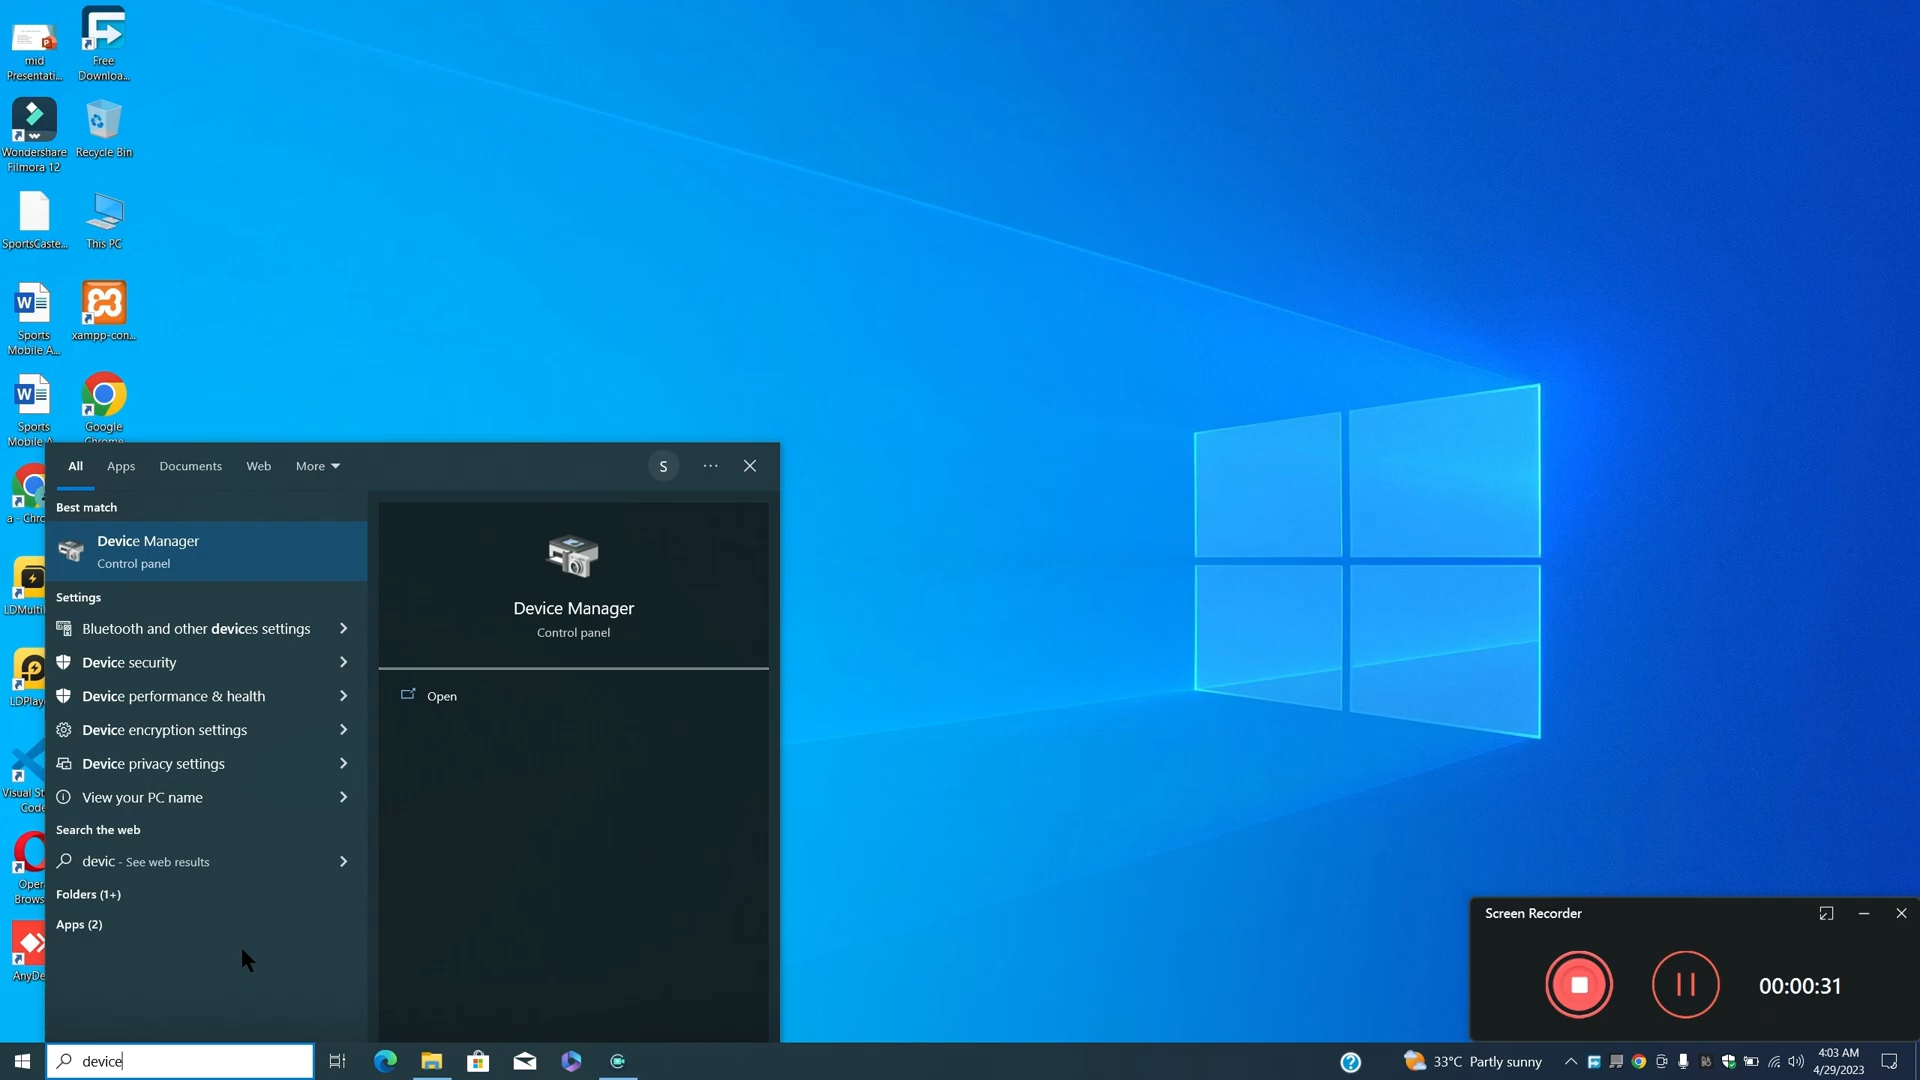 mid
Presentati...
Free
Downloa...
Wondershare
Filmora 12
Recycle Bin
SportsCaste...
This PC
Sports
Mobile A...
xampp-con...
Sports
Mobile A
Google
Chrome
a - Chro
LDMulti
LDPlay
Visual St
Code
Oper
Brows
AnyDe
All
Apps
Documents
Web
More
S
Best match
Device Manager
Control panel
Settings
Bluetooth and other devices settings
Device security
Device performance & health
Device encryption settings
Device privacy settings
View your PC name
Search the web
devic - See web results
Folders (1+)
Apps (2)
Device Manager
Control panel
Open
Screen Recorder
00:00:31
device
33°C Partly sunny
4:03 AM
4/29/2023